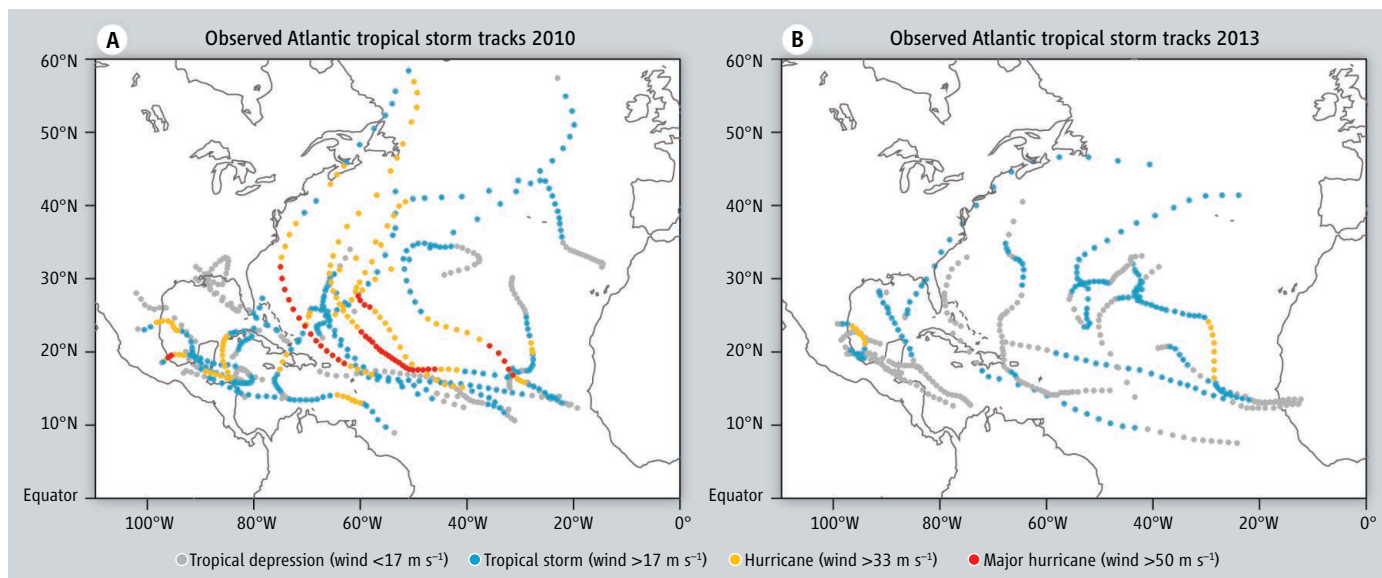 A Observed Atlantic tropical storm tracks 2010
60°N
50°N
40°N
30°N
20°N
10°N
Equator
100°W 80°W 60°W 40°W 20°W 0°
B Observed Atlantic tropical storm tracks 2013
60°N
50°N
40°N
30°N
20°N
10°N
Equator
100°W 80°W 60°W 40°W 20°W 0°
Tropical depression (wind <17 m s⁻¹) Tropical storm (wind >17 m s⁻¹) Hurricane (wind >33 m s⁻¹) Major hurricane (wind >50 m s⁻¹)